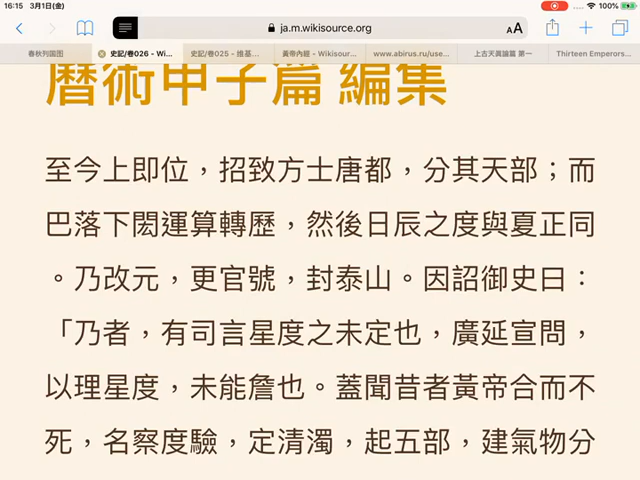 16:15 3月1日(金) 100%
ja.m.wikisource.org AA
春秋列国图 史記/卷026 - Wi... 史記/卷025 - 维基... 黃帝內經 - Wikisour... www.abirus.ru/use... 上古天真論篇 第一 Thirteen Emperors...
曆術甲子篇 編集
至今上即位，招致方士唐都，分其天部；而
巴落下閎運算轉歷，然後日辰之度與夏正同
。乃改元，更官號，封泰山。因詔御史曰：
「乃者，有司言星度之未定也，廣延宣問，
以理星度，未能詹也。蓋聞昔者黃帝合而不
死，名察度驗，定清濁，起五部，建氣物分